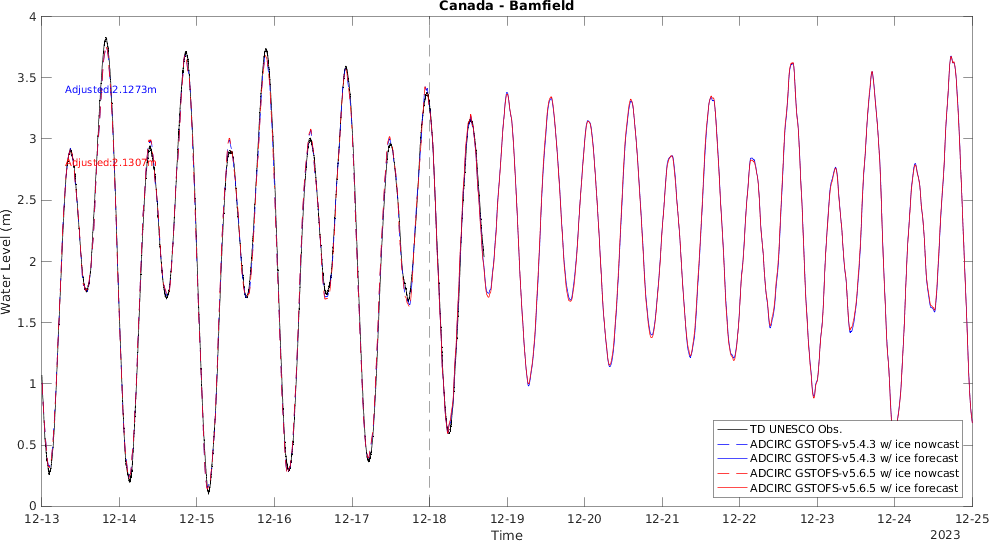 Canada - Bamfield
4
3.5
3
2.5
2
1.5
1
0.5
0
Water Level (m)
Adjusted:2.1273m
Adjusted:2.1307m
TD UNESCO Obs.
ADCIRC GSTOFS-v5.4.3 w/ ice nowcast
ADCIRC GSTOFS-v5.4.3 w/ ice forecast
ADCIRC GSTOFS-v5.6.5 w/ ice nowcast
ADCIRC GSTOFS-v5.6.5 w/ ice forecast
12-13 12-14 12-15 12-16 12-17 12-18 12-19 12-20 12-21 12-22 12-23 12-24 12-25
Time
2023